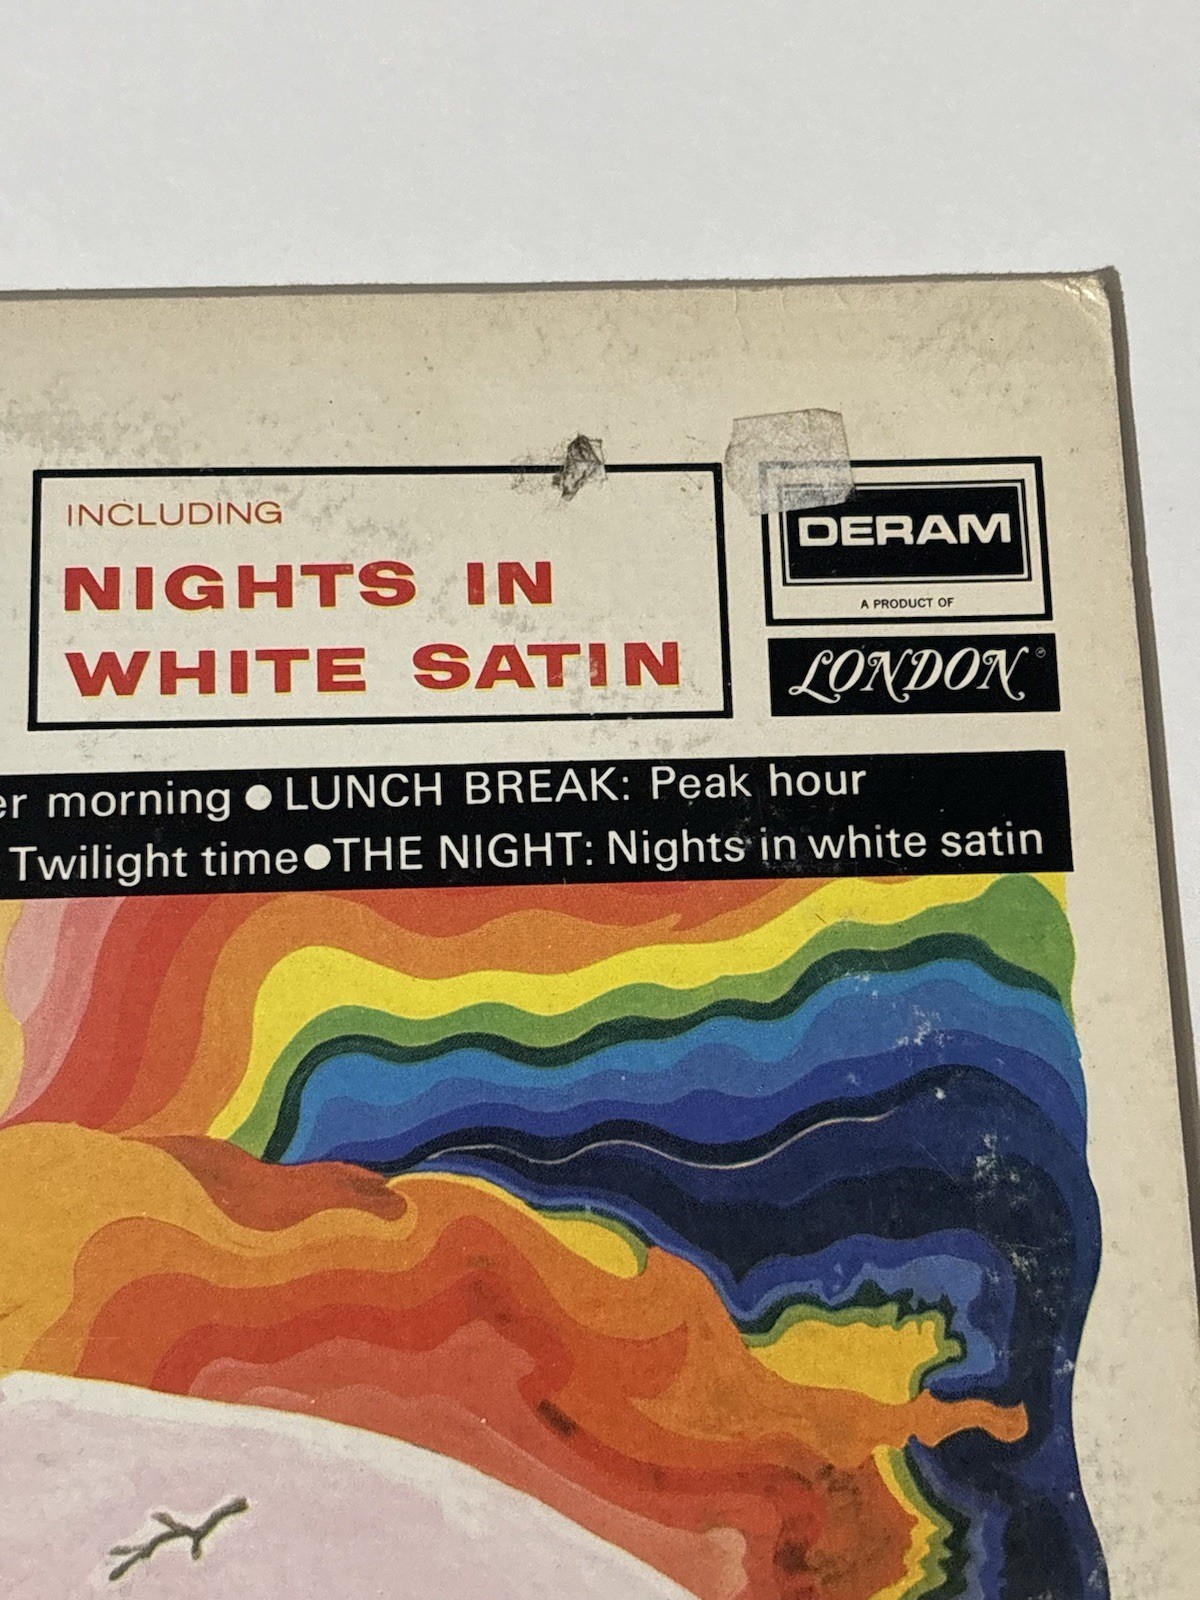 INCLUDING
NIGHTS IN
WHITE SATIN
DERAM
A PRODUCT OF
LONDON®
er morning ● LUNCH BREAK: Peak hour
Twilight time●THE NIGHT: Nights in white satin